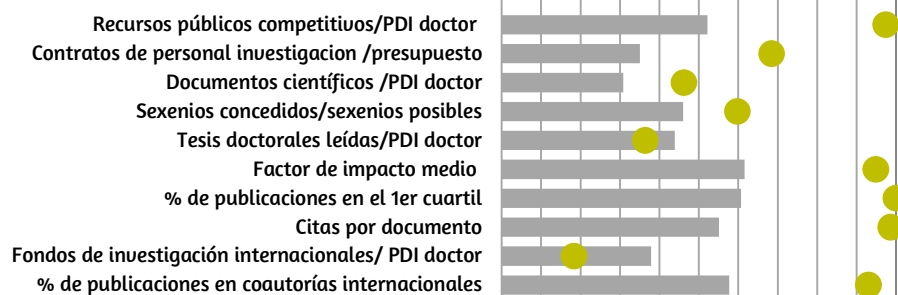 Recursos públicos competitivos/PDI doctor
Contratos de personal investigacion /presupuesto
Documentos científicos /PDI doctor
Sexenios concedidos/sexenios posibles
Tesis doctorales leídas/PDI doctor
Factor de impacto medio
% de publicaciones en el 1er cuartil
Citas por documento
Fondos de investigación internacionales/ PDI doctor
% de publicaciones en coautorías internacionales